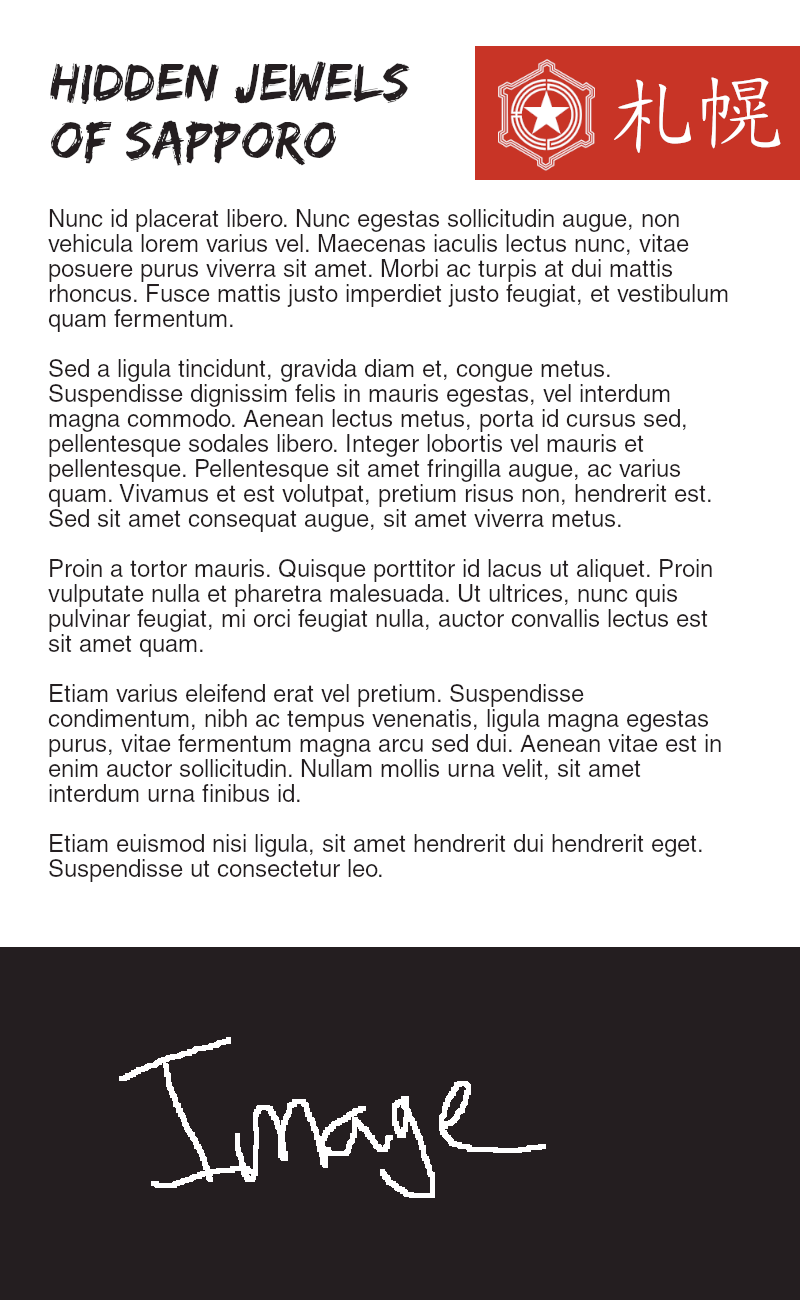 HIDDEN JEWELS
OF SAPPORO
札幌
Nunc id placerat libero. Nunc egestas sollicitudin augue, non
vehicula lorem varius vel. Maecenas iaculis lectus nunc, vitae
posuere purus viverra sit amet. Morbi ac turpis at dui mattis
rhoncus. Fusce mattis justo imperdiet justo feugiat, et vestibulum
quam fermentum.
Sed a ligula tincidunt, gravida diam et, congue metus.
Suspendisse dignissim felis in mauris egestas, vel interdum
magna commodo. Aenean lectus metus, porta id cursus sed,
pellentesque sodales libero. Integer lobortis vel mauris et
pellentesque. Pellentesque sit amet fringilla augue, ac varius
quam. Vivamus et est volutpat, pretium risus non, hendrerit est.
Sed sit amet consequat augue, sit amet viverra metus.
Proin a tortor mauris. Quisque porttitor id lacus ut aliquet. Proin
vulputate nulla et pharetra malesuada. Ut ultrices, nunc quis
pulvinar feugiat, mi orci feugiat nulla, auctor convallis lectus est
sit amet quam.
Etiam varius eleifend erat vel pretium. Suspendisse
condimentum, nibh ac tempus venenatis, ligula magna egestas
purus, vitae fermentum magna arcu sed dui. Aenean vitae est in
enim auctor sollicitudin. Nullam mollis urna velit, sit amet
interdum urna finibus id.
Etiam euismod nisi ligula, sit amet hendrerit dui hendrerit eget.
Suspendisse ut consectetur leo.
Image